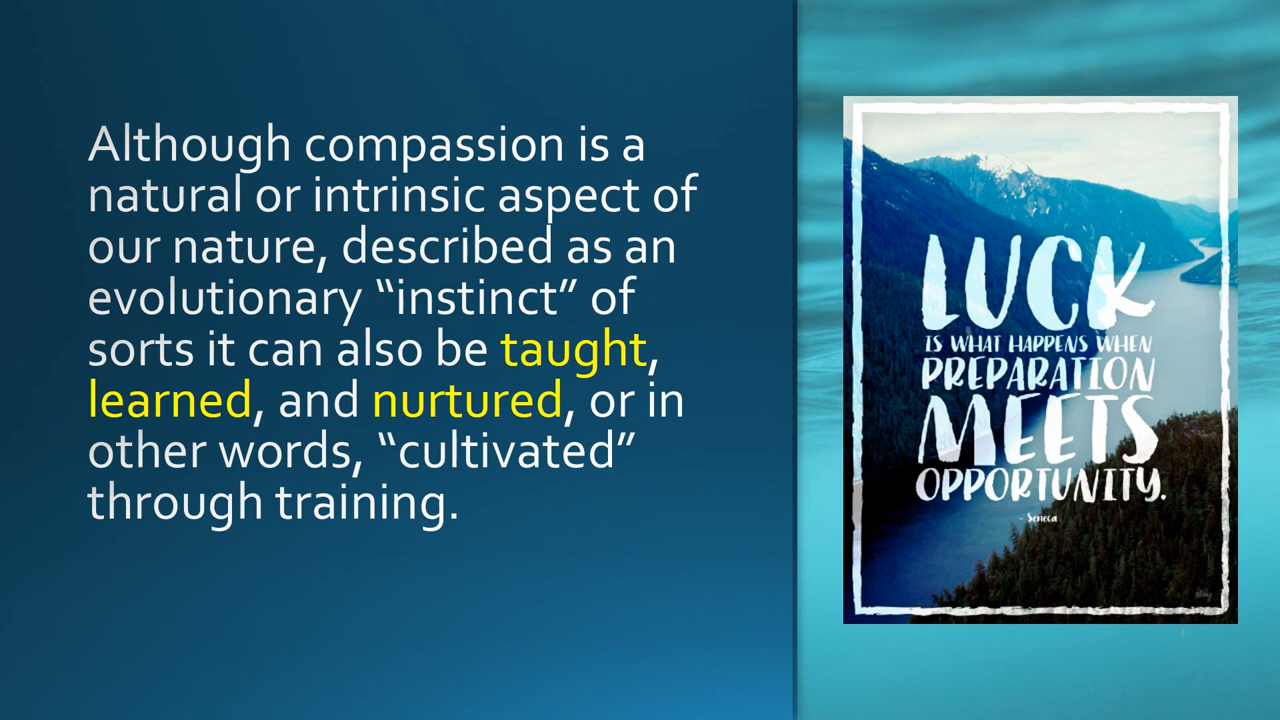 Although compassion is a
natural or intrinsic aspect of
our nature, described as an
evolutionary “instinct” of
sorts it can also be taught,
learned, and nurtured, or in
other words, “cultivated”
through training.
LUCK
IS WHAT HAPPENS WHEN
PREPARATION
MEETS
OPPORTUNITY.
- Seneca